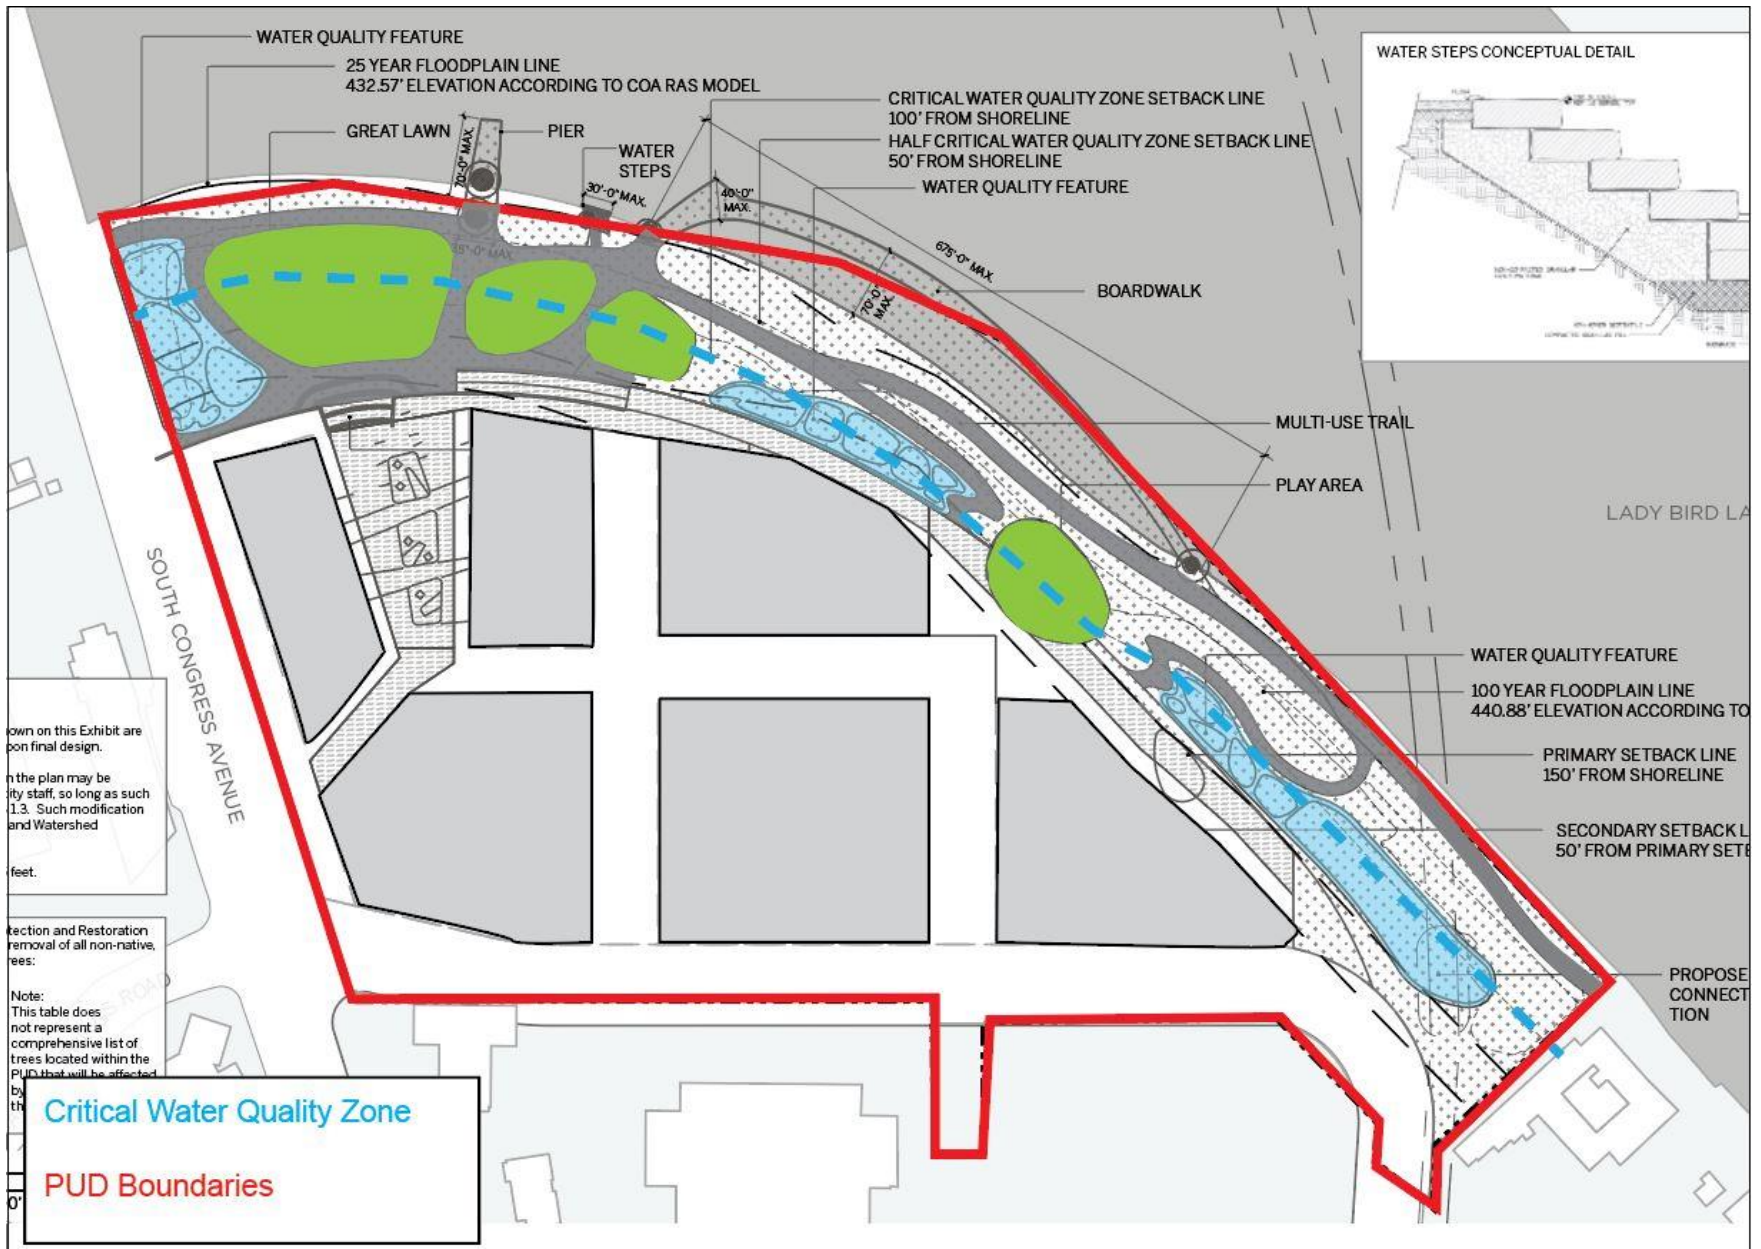 WATER QUALITY FEATURE
25 YEAR FLOODPLAIN LINE
432.57' ELEVATION ACCORDING TO COA RAS MODEL
GREAT LAWN
PIER
70'-0" MAX.
WATER
STEPS
30'-0" MAX.
CRITICAL WATER QUALITY ZONE SETBACK LINE
100' FROM SHORELINE
HALF CRITICAL WATER QUALITY ZONE SETBACK LINE
50' FROM SHORELINE
WATER QUALITY FEATURE
40'-0"
MAX.
675'-0" MAX.
70'-0"
MAX.
BOARDWALK
WATER STEPS CONCEPTUAL DETAIL
MULTI-USE TRAIL
PLAY AREA
LADY BIRD LA
SOUTH CONGRESS AVENUE
WATER QUALITY FEATURE
100 YEAR FLOODPLAIN LINE
440.88' ELEVATION ACCORDING TO
PRIMARY SETBACK LINE
150' FROM SHORELINE
SECONDARY SETBACK L
50' FROM PRIMARY SETB
PROPOSE
CONNECT
TION
own on this Exhibit are
pon final design.
n the plan may be
ity staff, so long as such
1.3. Such modification
and Watershed
feet.
tection and Restoration
removal of all non-native,
rees:
ROAD
Note:
This table does
not represent a
comprehensive list of
trees located within the
PUD that will be affected
by
th
0'
Critical Water Quality Zone
PUD Boundaries